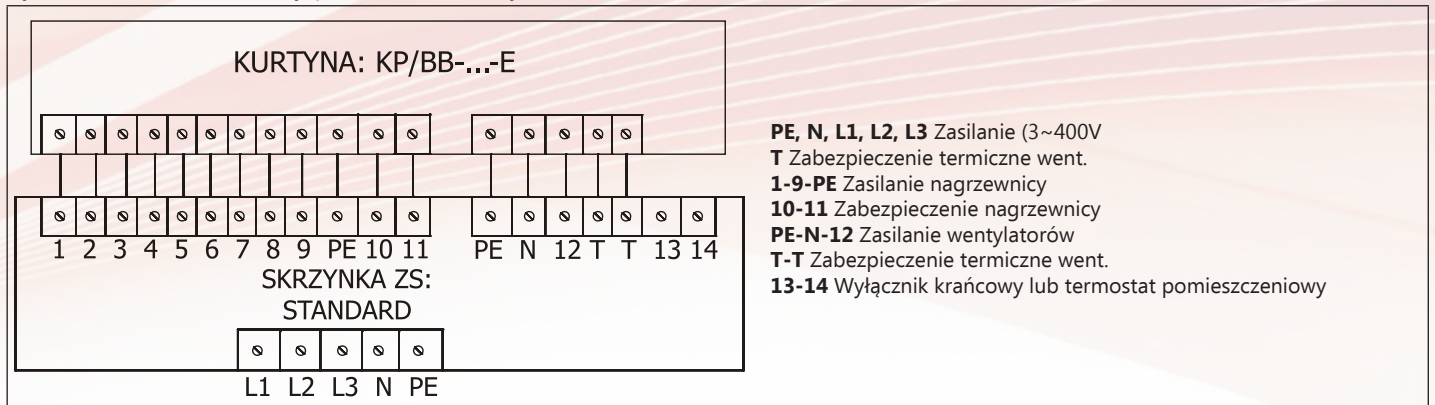 KURTYNA: KP/BB-...-E
1 2 3 4 5 6 7 8 9 PE 10 11 PE N 12 T T 13 14
SKRZYNKA ZS:
STANDARD
L1 L2 L3 N PE
PE, N, L1, L2, L3 Zasilanie (3~400V
T Zabezpieczenie termiczne went.
1-9-PE Zasilanie nagrzewnicy
10-11 Zabezpieczenie nagrzewnicy
PE-N-12 Zasilanie wentylatorów
T-T Zabezpieczenie termiczne went.
13-14 Wyłącznik krańcowy lub termostat pomieszczeniowy